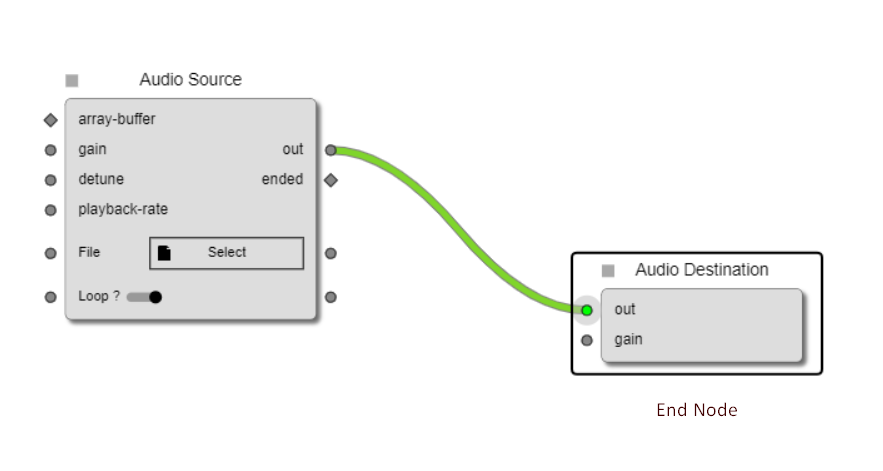 Audio Source
array-buffer
gain out
detune ended
playback-rate
File Select
Loop ?
Audio Destination
out
gain
End Node